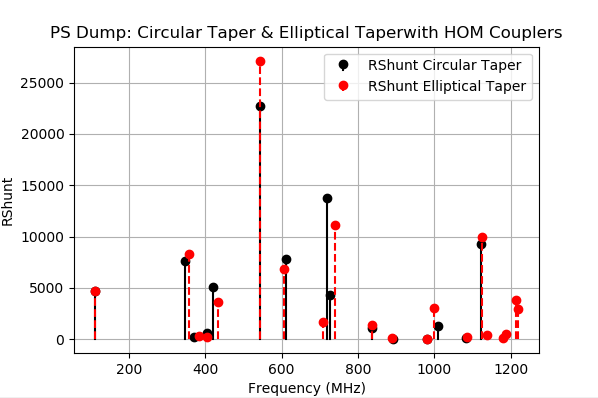 PS Dump: Circular Taper & Elliptical Taperwith HOM Couplers
RShunt Circular Taper
RShunt Elliptical Taper
25000
20000
15000
10000
5000
0
RShunt
200 400 600 800 1000 1200
Frequency (MHz)